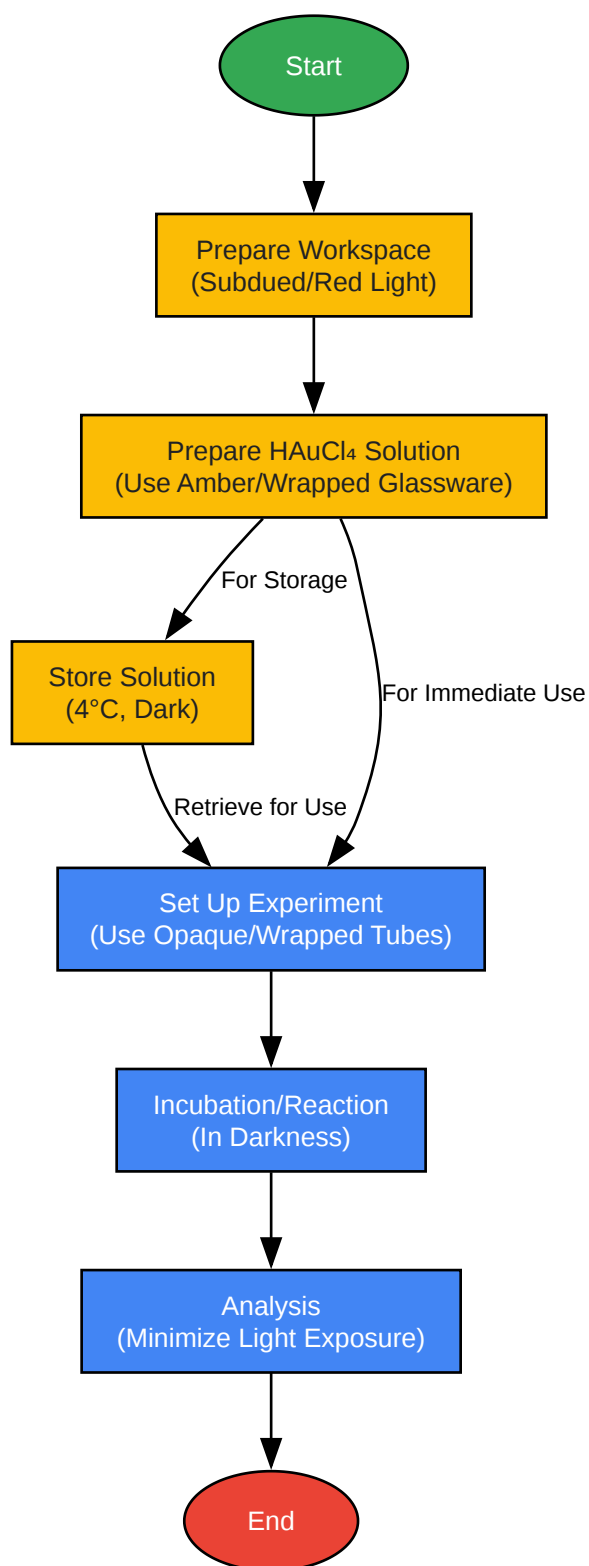 Start
Prepare Workspace
(Subdued/Red Light)
Prepare HAuCl₄ Solution
(Use Amber/Wrapped Glassware)
For Storage
Store Solution
(4°C, Dark)
For Immediate Use
Retrieve for Use
Set Up Experiment
(Use Opaque/Wrapped Tubes)
Incubation/Reaction
(In Darkness)
Analysis
(Minimize Light Exposure)
End